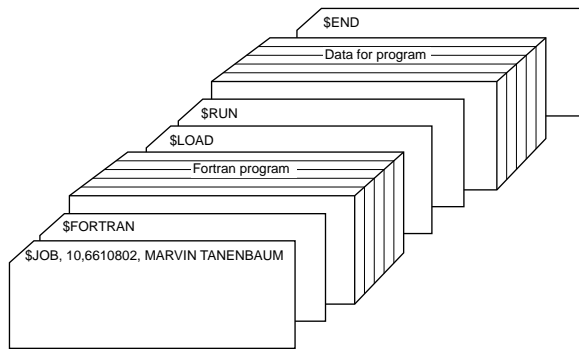 $END
Data for program
$RUN
$LOAD
Fortran program
$FORTRAN
$JOB, 10,6610802, MARVIN TANENBAUM